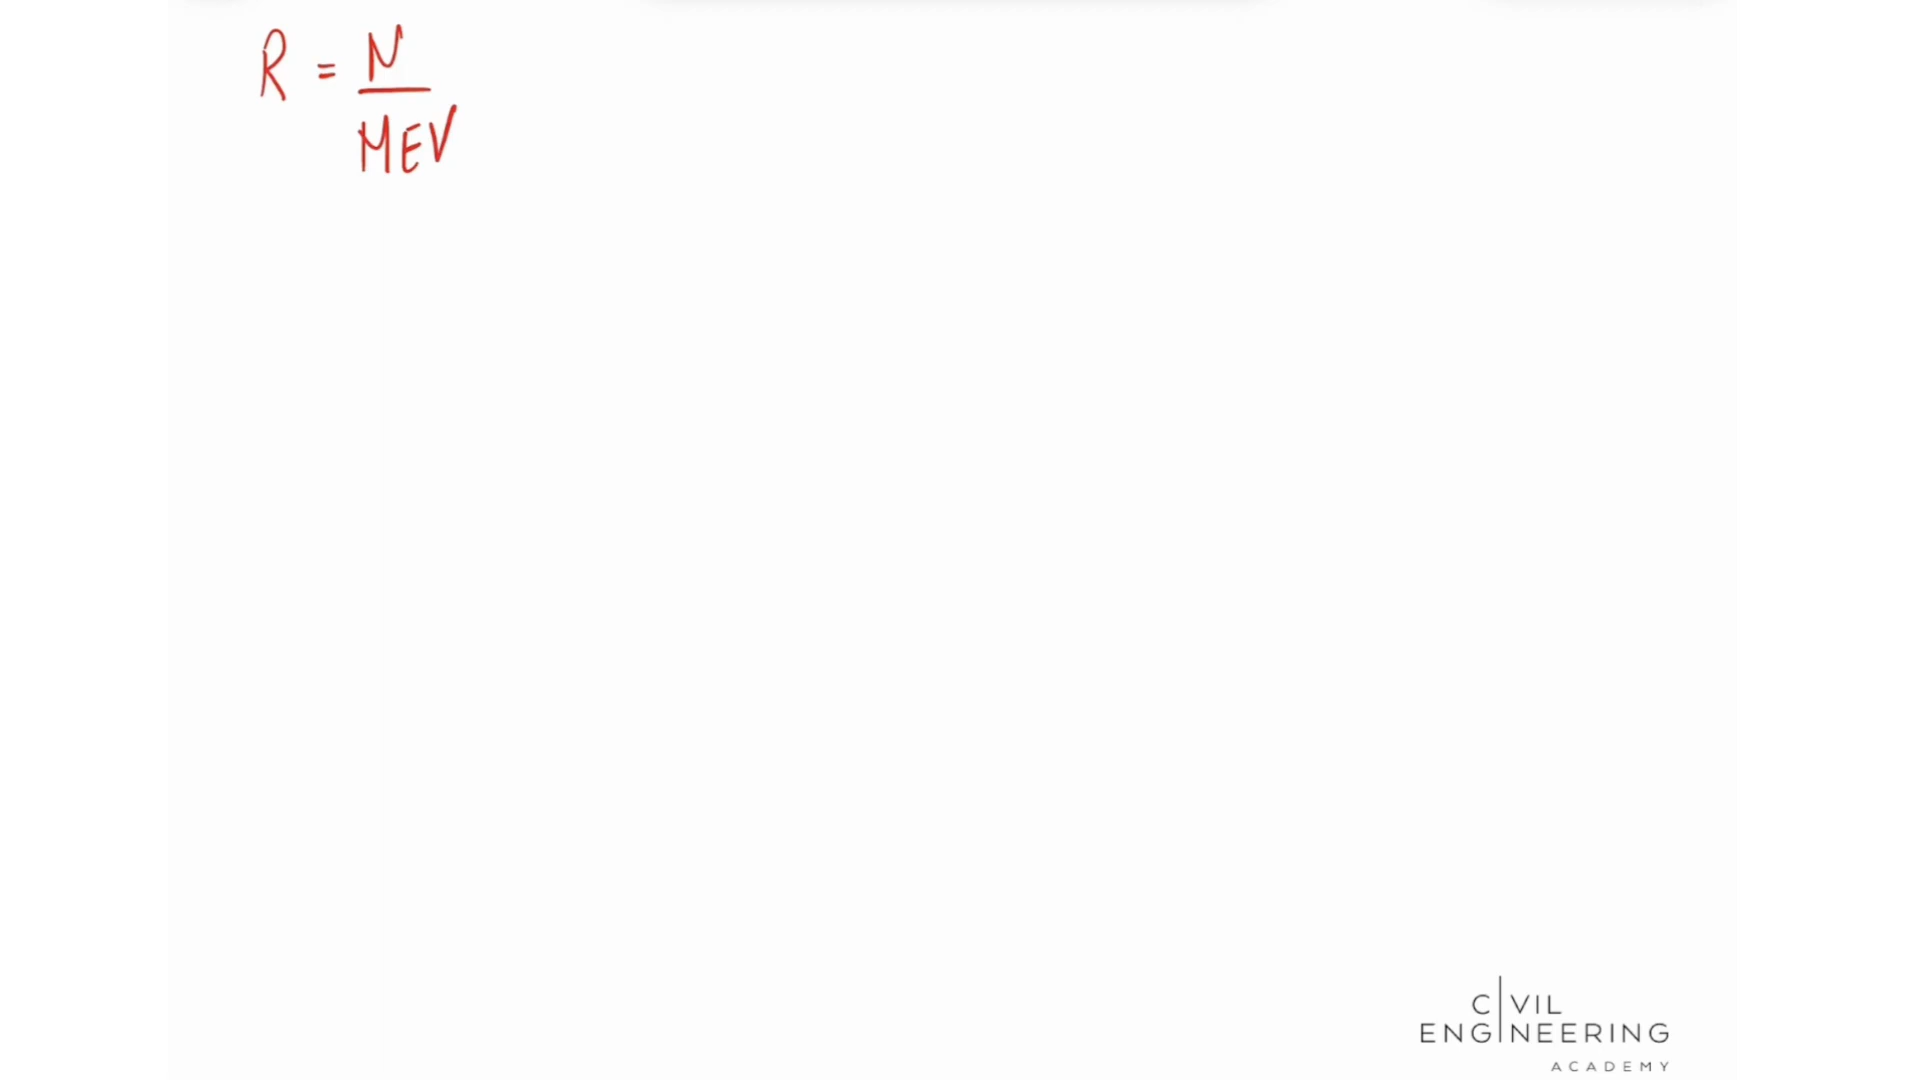 R = N
MEV
CIVIL
ENGINEERING
ACADEMY